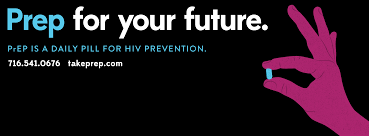 Prep for your future.
PrEP IS A DAILY PILL FOR HIV PREVENTION.
716.541.0676 takeprep.com